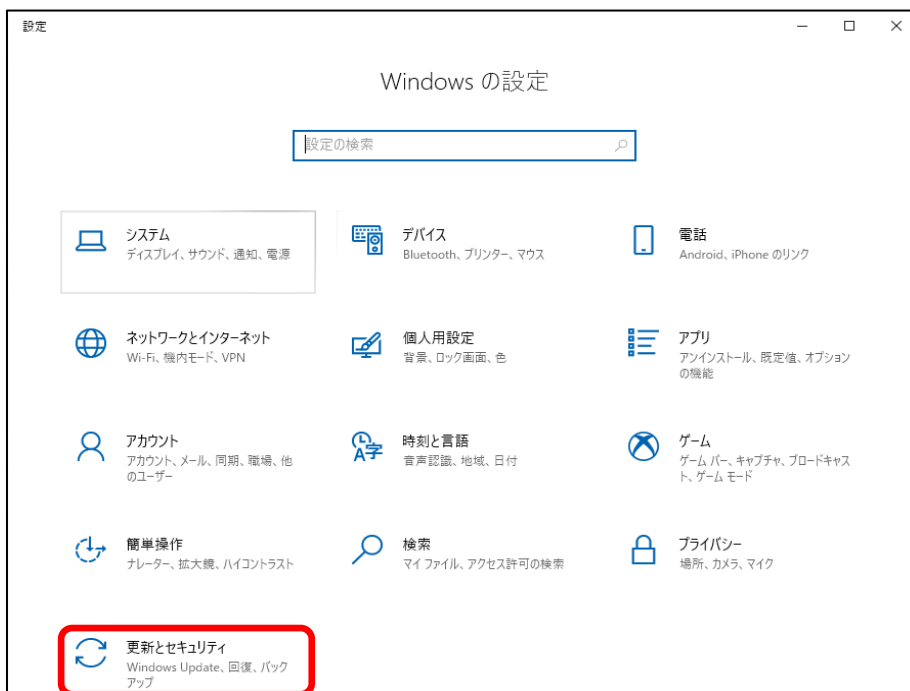 設定
Windows の設定
設定の検索
システム
ディスプレイ、サウンド、通知、電源
デバイス
Bluetooth、プリンター、マウス
電話
Android、iPhone のリンク
ネットワークとインターネット
Wi-Fi、機内モード、VPN
個人用設定
背景、ロック画面、色
アプリ
アンインストール、既定値、オプション
の機能
アカウント
アカウント、メール、同期、職場、他
のユーザー
時刻と言語
音声認識、地域、日付
ゲーム
ゲーム バー、キャプチャ、ブロードキャス
ト、ゲーム モード
簡単操作
ナレーター、拡大鏡、ハイコントラスト
検索
マイ ファイル、アクセス許可の検索
プライバシー
場所、カメラ、マイク
更新とセキュリティ
Windows Update、回復、バック
アップ